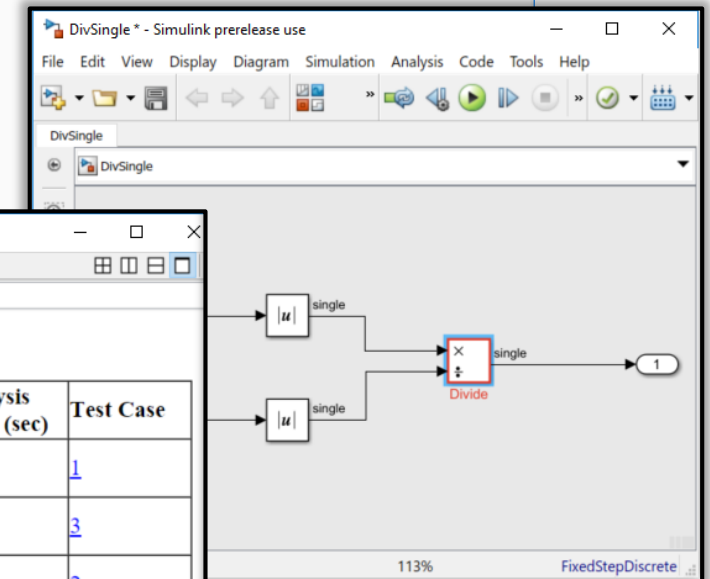 DivSingle * - Simulink prerelease use
File Edit View Display Diagram Simulation Analysis Code Tools Help
» »
DivSingle
DivSingle
|u| single
× ÷ single
Divide
1
|u| single
(sec)
Test Case
1
3
113% FixedStepDiscrete